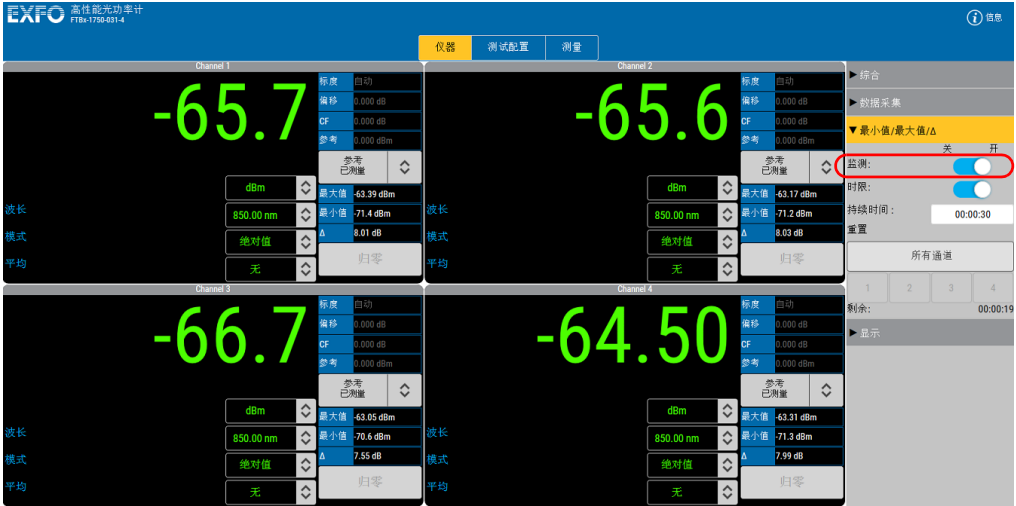 EXFO 高性能光功率计
FTBx-1750-031-4
信息
仪器 测试配置 测量
Channel 1
-65.7
标度 自动
偏移 0.000 dB
CF 0.000 dB
参考 0.000 dBm
参考
已测量
dBm
最大值 -63.39 dBm
波长 850.00 nm
最小值 -71.4 dBm
模式 绝对值
Δ 8.01 dB
平均 无
归零
Channel 2
-65.6
标度 自动
偏移 0.000 dB
CF 0.000 dB
参考 0.000 dBm
参考
已测量
dBm
最大值 -63.17 dBm
波长 850.00 nm
最小值 -71.2 dBm
模式 绝对值
Δ 8.03 dB
平均 无
归零
Channel 3
-66.7
标度 自动
偏移 0.000 dB
CF 0.000 dB
参考 0.000 dBm
参考
已测量
dBm
最大值 -63.05 dBm
波长 850.00 nm
最小值 -70.6 dBm
模式 绝对值
Δ 7.55 dB
平均 无
归零
Channel 4
-64.50
标度 自动
偏移 0.000 dB
CF 0.000 dB
参考 0.000 dBm
参考
已测量
dBm
最大值 -63.31 dBm
波长 850.00 nm
最小值 -71.3 dBm
模式 绝对值
Δ 7.99 dB
平均 无
归零
综合
数据采集
最小值/最大值/Δ
关 开
监测:
时限:
持续时间: 00:00:30
重置
所有通道
1 2 3 4
剩余: 00:00:19
显示